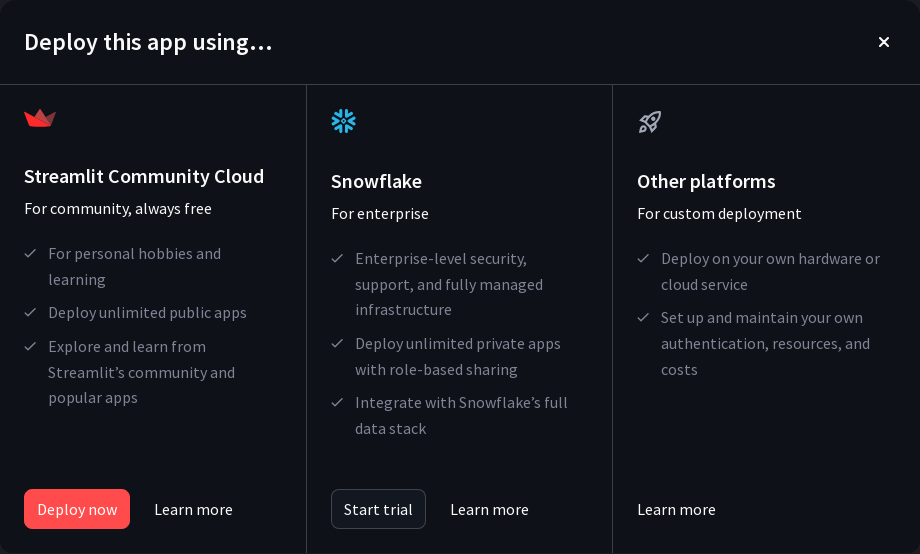 Deploy this app using...
Streamlit Community Cloud
For community, always free
For personal hobbies and
learning
Deploy unlimited public apps
Explore and learn from
Streamlit’s community and
popular apps
Deploy now
Learn more
Snowflake
For enterprise
Enterprise-level security,
support, and fully managed
infrastructure
Deploy unlimited private apps
with role-based sharing
Integrate with Snowflake’s full
data stack
Start trial
Learn more
Other platforms
For custom deployment
Deploy on your own hardware or
cloud service
Set up and maintain your own
authentication, resources, and
costs
Learn more